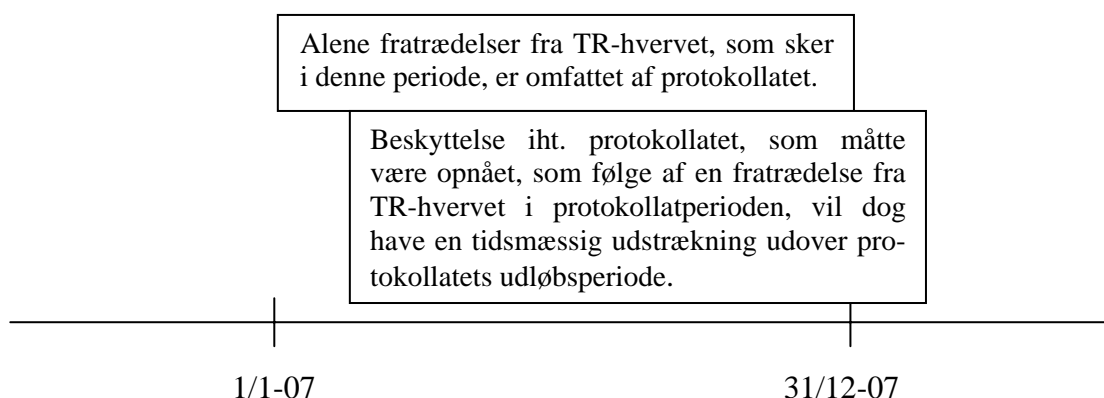 Alene fratrædelser fra TR-hvervet, som sker
i denne periode, er omfattet af protokollatet.
Beskyttelse iht. protokollatet, som måtte
være opnået, som følge af en fratrædelse fra
TR-hvervet i protokollatperioden, vil dog
have en tidsmæssig udstrækning udover pro-
tokollatets udløbsperiode.
1/1-07 31/12-07